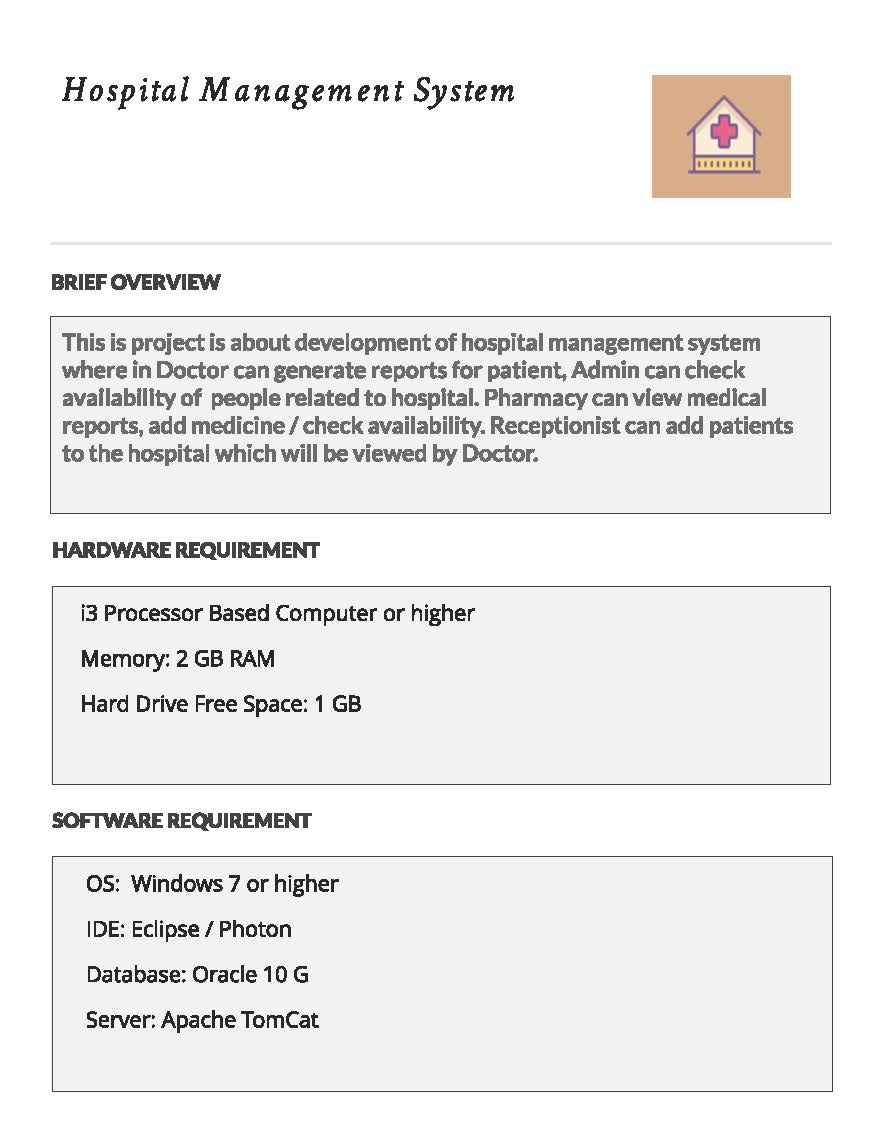 Hospital Management System
BRIEF OVERVIEW
This is project is about development of hospital management system
where in Doctor can generate reports for patient, Admin can check
availability of  people related to hospital. Pharmacy can view medical
reports, add medicine / check availability. Receptionist can add patients
to the hospital which will be viewed by Doctor.
HARDWARE REQUIREMENT
i3 Processor Based Computer or higher
Memory: 2 GB RAM
Hard Drive Free Space: 1 GB
SOFTWARE REQUIREMENT
OS:  Windows 7 or higher
IDE: Eclipse / Photon
Database: Oracle 10 G
Server: Apache TomCat